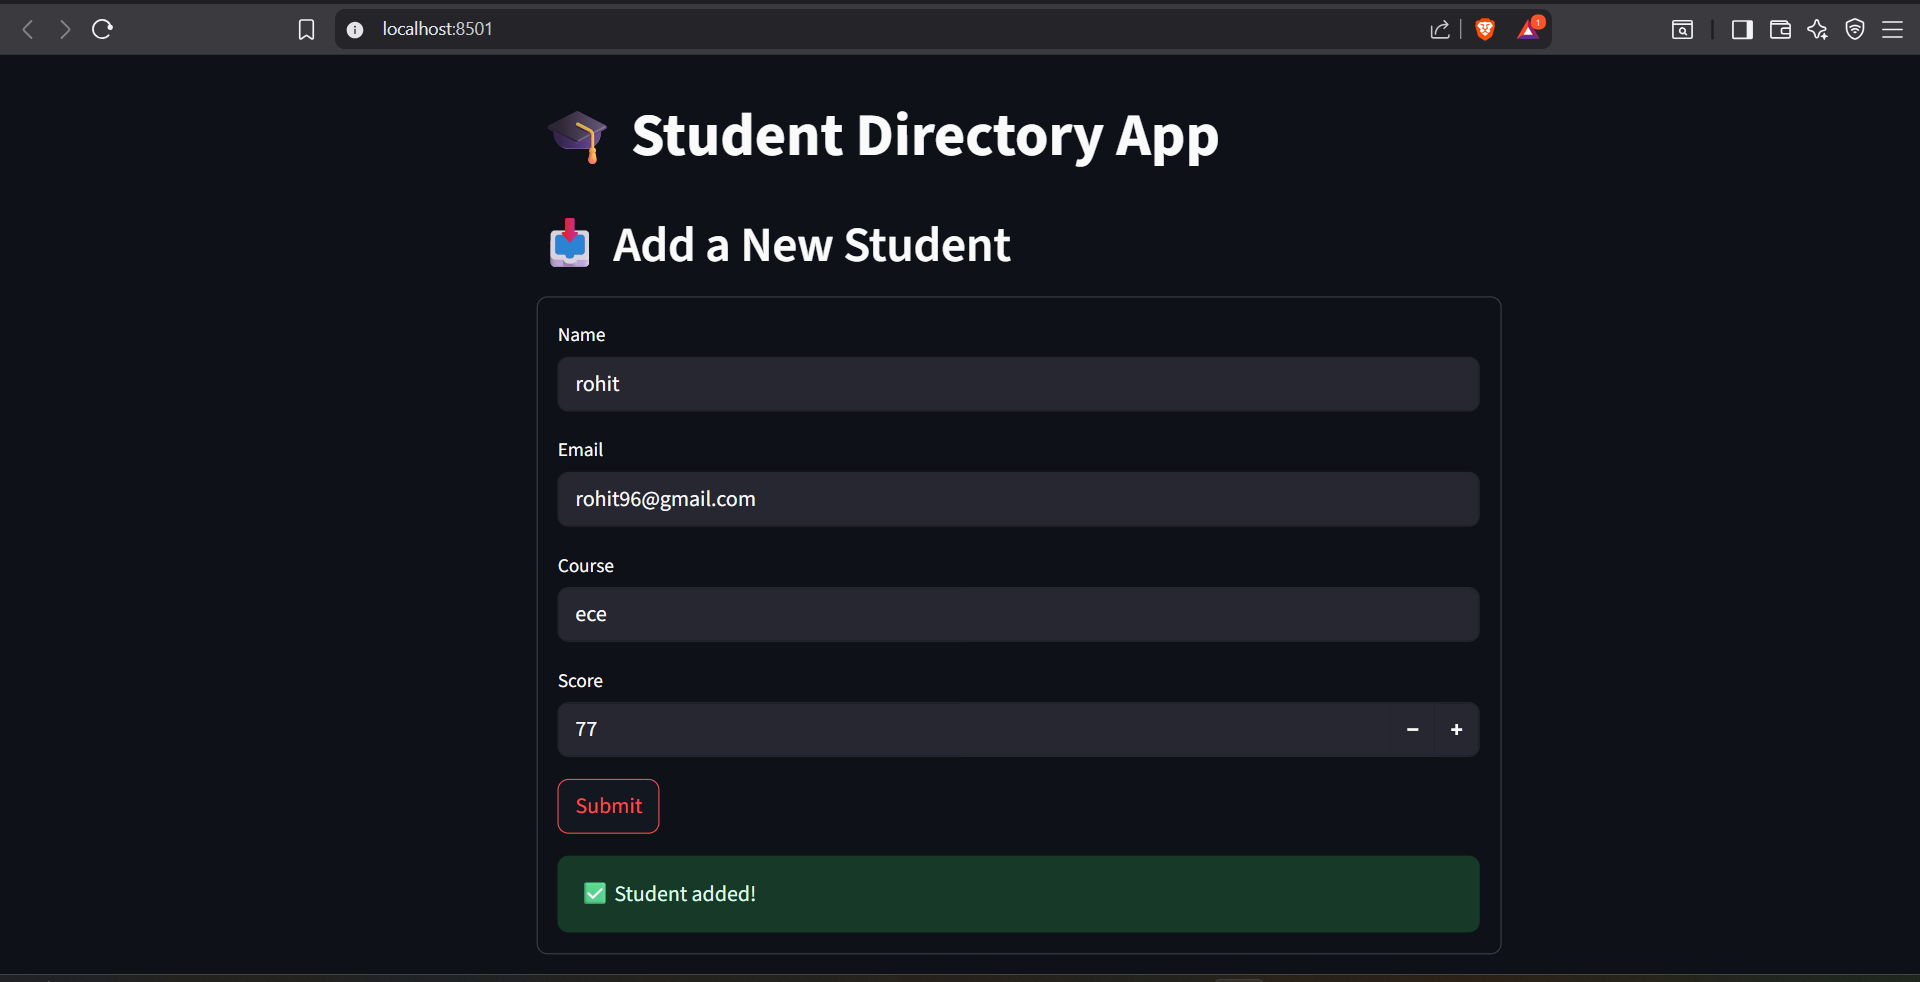 localhost:8501
1
Student Directory App
Add a New Student
Name
rohit
Email
rohit96@gmail.com
Course
ece
Score
77
Submit
Student added!